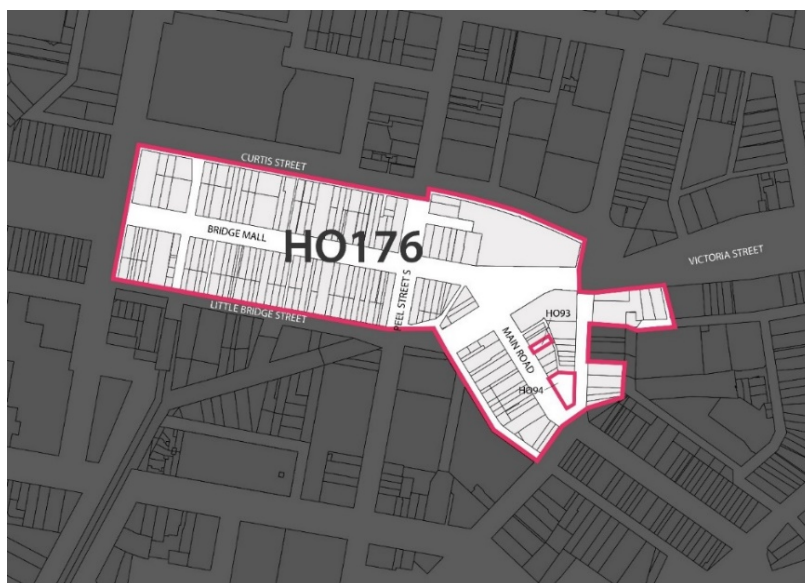 CURTIS STREET
BRIDGE MALL
HO176
VICTORIA STREET
PEEL STREET S
LITTLE BRIDGE STREET
HO93
MAIN ROAD
HO94